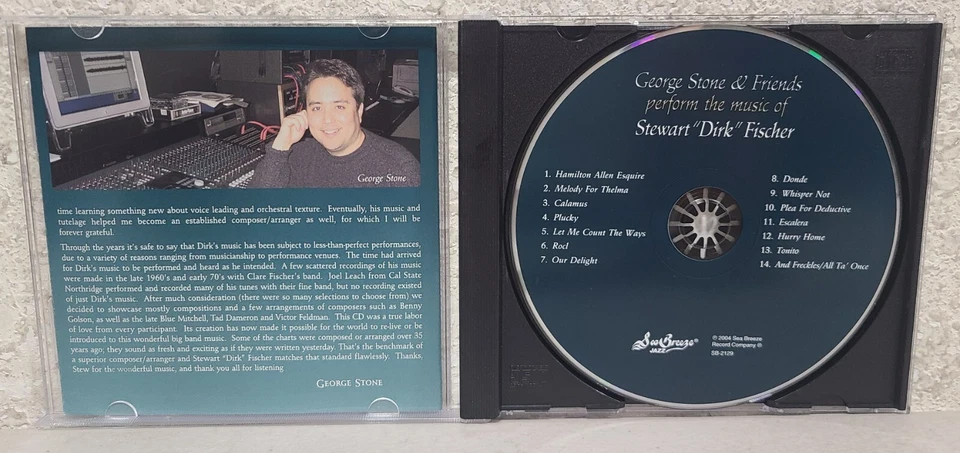 George Stone
time learning something new about voice leading and orchestral texture. Eventually, his music and
tutelage helped me become an established composer/arranger as well, for which I will be
forever grateful.
Through the years it's safe to say that Dirk's music has been subject to less-than-perfect performances,
due to a variety of reasons ranging from musicianship to performance venues. The time had arrived
for Dirk's music to be performed and heard as he intended. A few scattered recordings of his music
were made in the late 1960's and early 70's with Clare Fischer's band. Joel Leach from Cal State
Northridge performed and recorded many of his tunes with their fine band, but no recording existed
of just Dirk's music. After much consideration (there were so many selections to choose from) we
decided to showcase mostly compositions and a few arrangements of composers such as Benny
Golson, as well as the late Blue Mitchell, Tad Dameron and Victor Feldman. This CD was a true labor
of love from every participant. Its creation has now made it possible for the world to re-live or be
introduced to this wonderful big band music. Some of the charts were composed or arranged over 35
years ago; they sound as fresh and exciting as if they were written yesterday. That's the benchmark of
a superior composer/arranger and Stewart "Dirk" Fischer matches that standard flawlessly. Thanks,
Stew for the wonderful music, and thank you all for listening
GEORGE STONE
George Stone & Friends
perform the music of
Stewart "Dirk" Fischer
1. Hamilton Allen Esquire
2. Melody For Thelma
3. Calamus
4. Plucky
5. Let Me Count The Ways
6. Rocl
7. Our Delight
8. Donde
9. Whisper Not
10. Plea For Deductive
11. Escalera
12. Hurry Home
13. Tonito
14. And Freckles/All Ta' Once
Sea Breeze®
JAZZ
© 2004 Sea Breeze
Record Company ℗
SB-2129